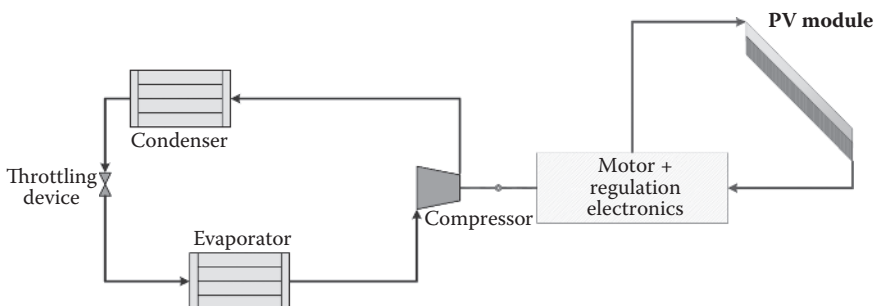 PV module
Condenser
Throttling
device
Motor +
regulation
electronics
Compressor
Evaporator